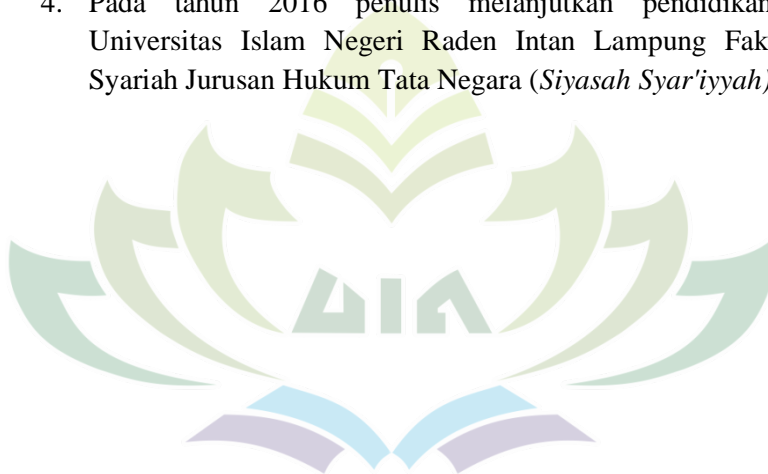 4. Pada tahun 2016 penulis melanjutkan pendidikan
Universitas Islam Negeri Raden Intan Lampung Fak
Syariah Jurusan Hukum Tata Negara (Siyasah Syar'iyyah)
UIN